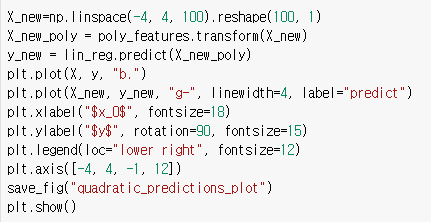 X_new=np.linspace(-4, 4, 100).reshape(100, 1)
X_new_poly = poly_features.transform(X_new)
y_new = lin_reg.predict(X_new_poly)
plt.plot(X, y, "b.")
plt.plot(X_new, y_new, "g-", linewidth=4, label="predict")
plt.xlabel("$x_0$", fontsize=18)
plt.ylabel("$y$", rotation=90, fontsize=15)
plt.legend(loc="lower right", fontsize=12)
plt.axis([-4, 4, -1, 12])
save_fig("quadratic_predictions_plot")
plt.show()